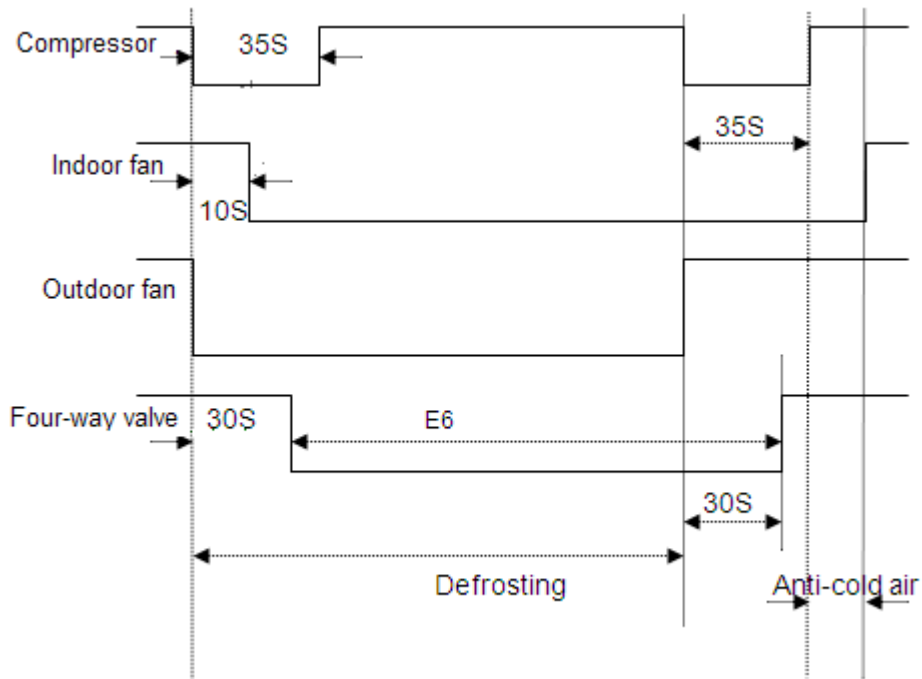 Compressor
35S
35S
Indoor fan
10S
Outdoor fan
Four-way valve
30S
E6
30S
Defrosting
Anti-cold air